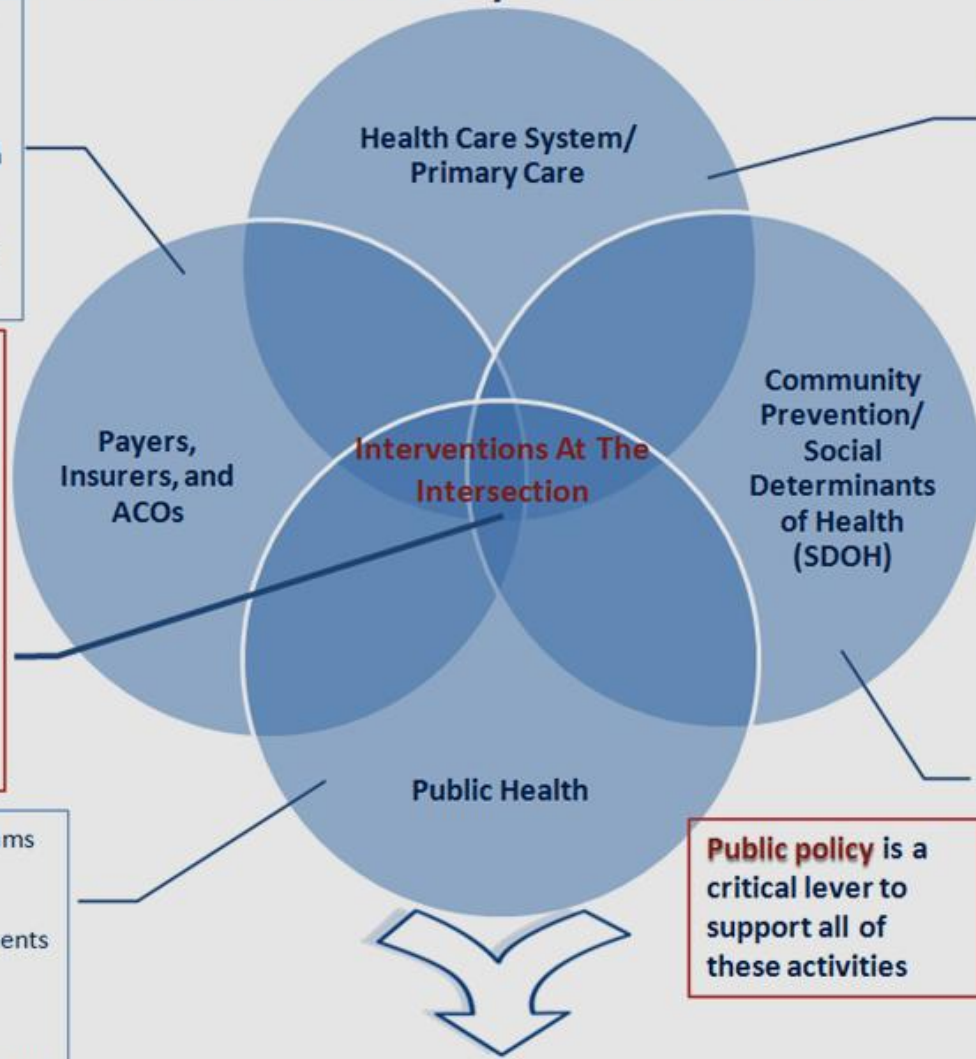 Health Care System/
Primary Care
Payers,
Insurers, and
ACOs
Interventions At The
Intersection
Community
Prevention/
Social
Determinants
of Health
(SDOH)
Public Health
Public policy is a
critical lever to
support all of
these activities